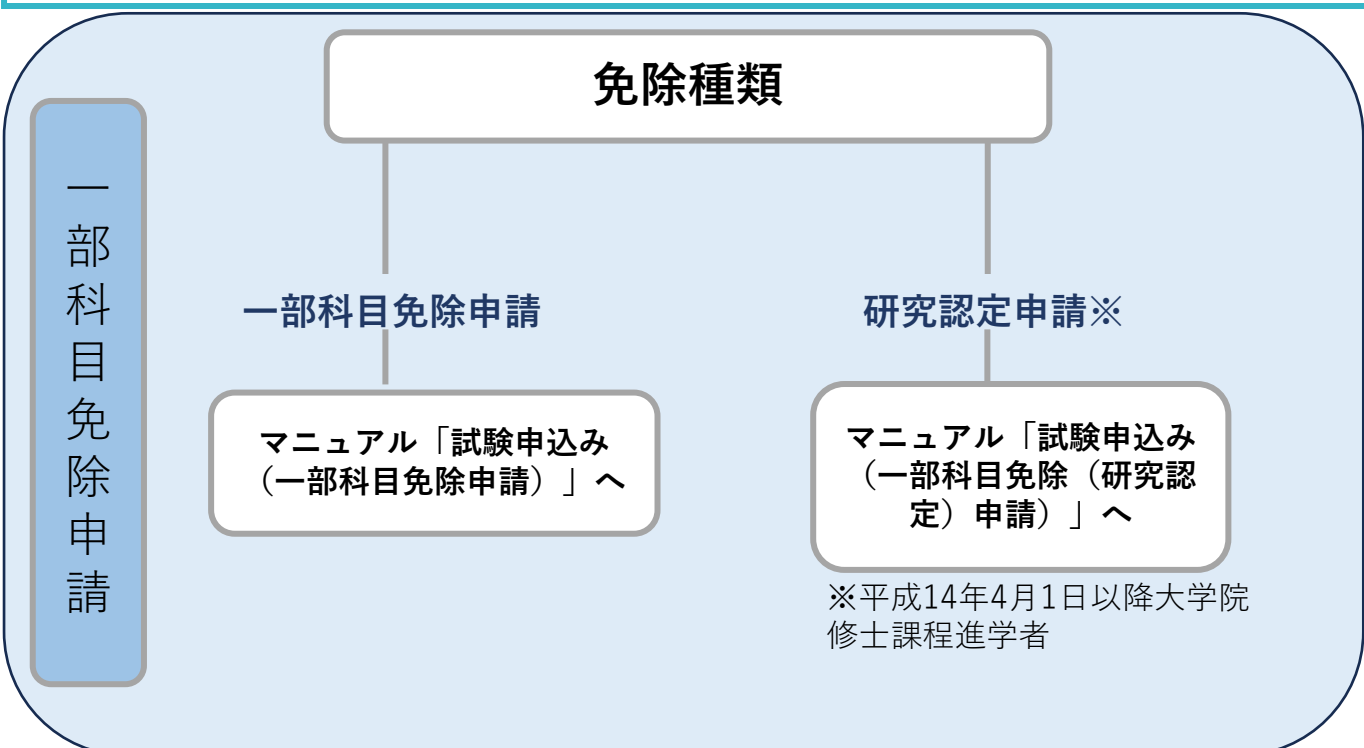 免除種類
一部科目免除申請
一部科目免除申請
研究認定申請※
マニュアル「試験申込み
（一部科目免除申請）」へ
マニュアル「試験申込み
（一部科目免除（研究認
定）申請）」へ
※平成14年4月1日以降大学院
修士課程進学者